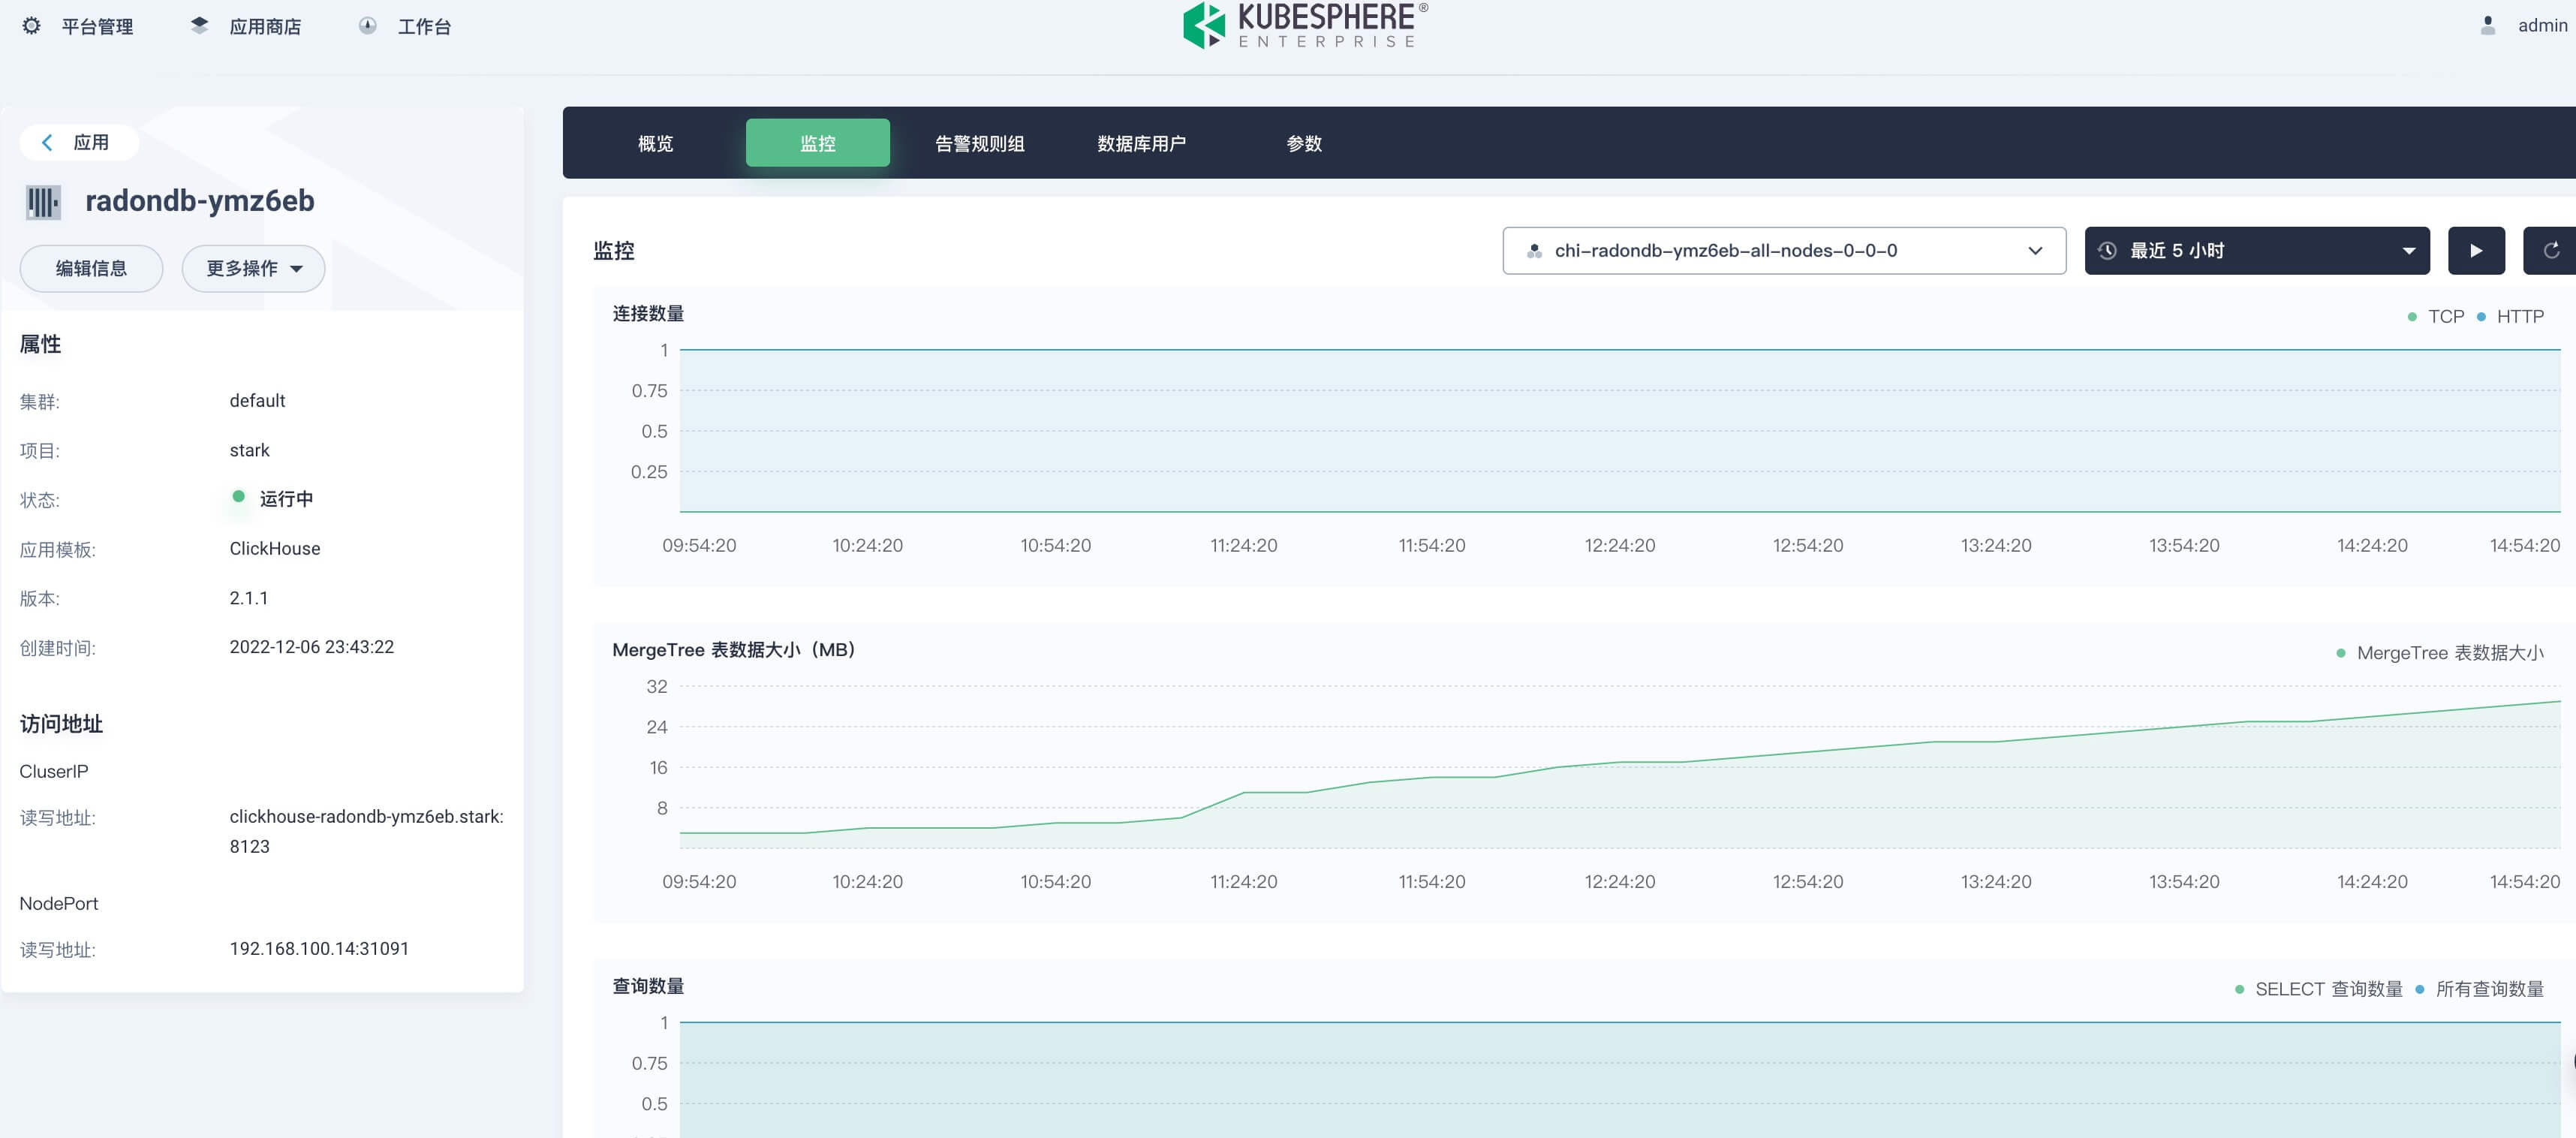 平台管理 应用商店 工作台 KUBESPHERE® admin
ENTERPRISE
应用
radondb-ymz6eb
编辑信息 更多操作
属性
集群: default
项目: stark
状态: 运行中
应用模板: ClickHouse
版本: 2.1.1
创建时间: 2022-12-06 23:43:22
访问地址
CluserIP
读写地址: clickhouse-radondb-ymz6eb.stark:
8123
NodePort
读写地址: 192.168.100.14:31091
概览 监控 告警规则组 数据库用户 参数
监控 chi-radondb-ymz6eb-all-nodes-0-0-0 最近 5 小时
连接数量 TCP HTTP
1
0.75
0.5
0.25
09:54:20 10:24:20 10:54:20 11:24:20 11:54:20 12:24:20 12:54:20 13:24:20 13:54:20 14:24:20 14:54:20
MergeTree 表数据大小（MB） MergeTree 表数据大小
32
24
16
8
09:54:20 10:24:20 10:54:20 11:24:20 11:54:20 12:24:20 12:54:20 13:24:20 13:54:20 14:24:20 14:54:20
查询数量 SELECT 查询数量 所有查询数量
1
0.75
0.5